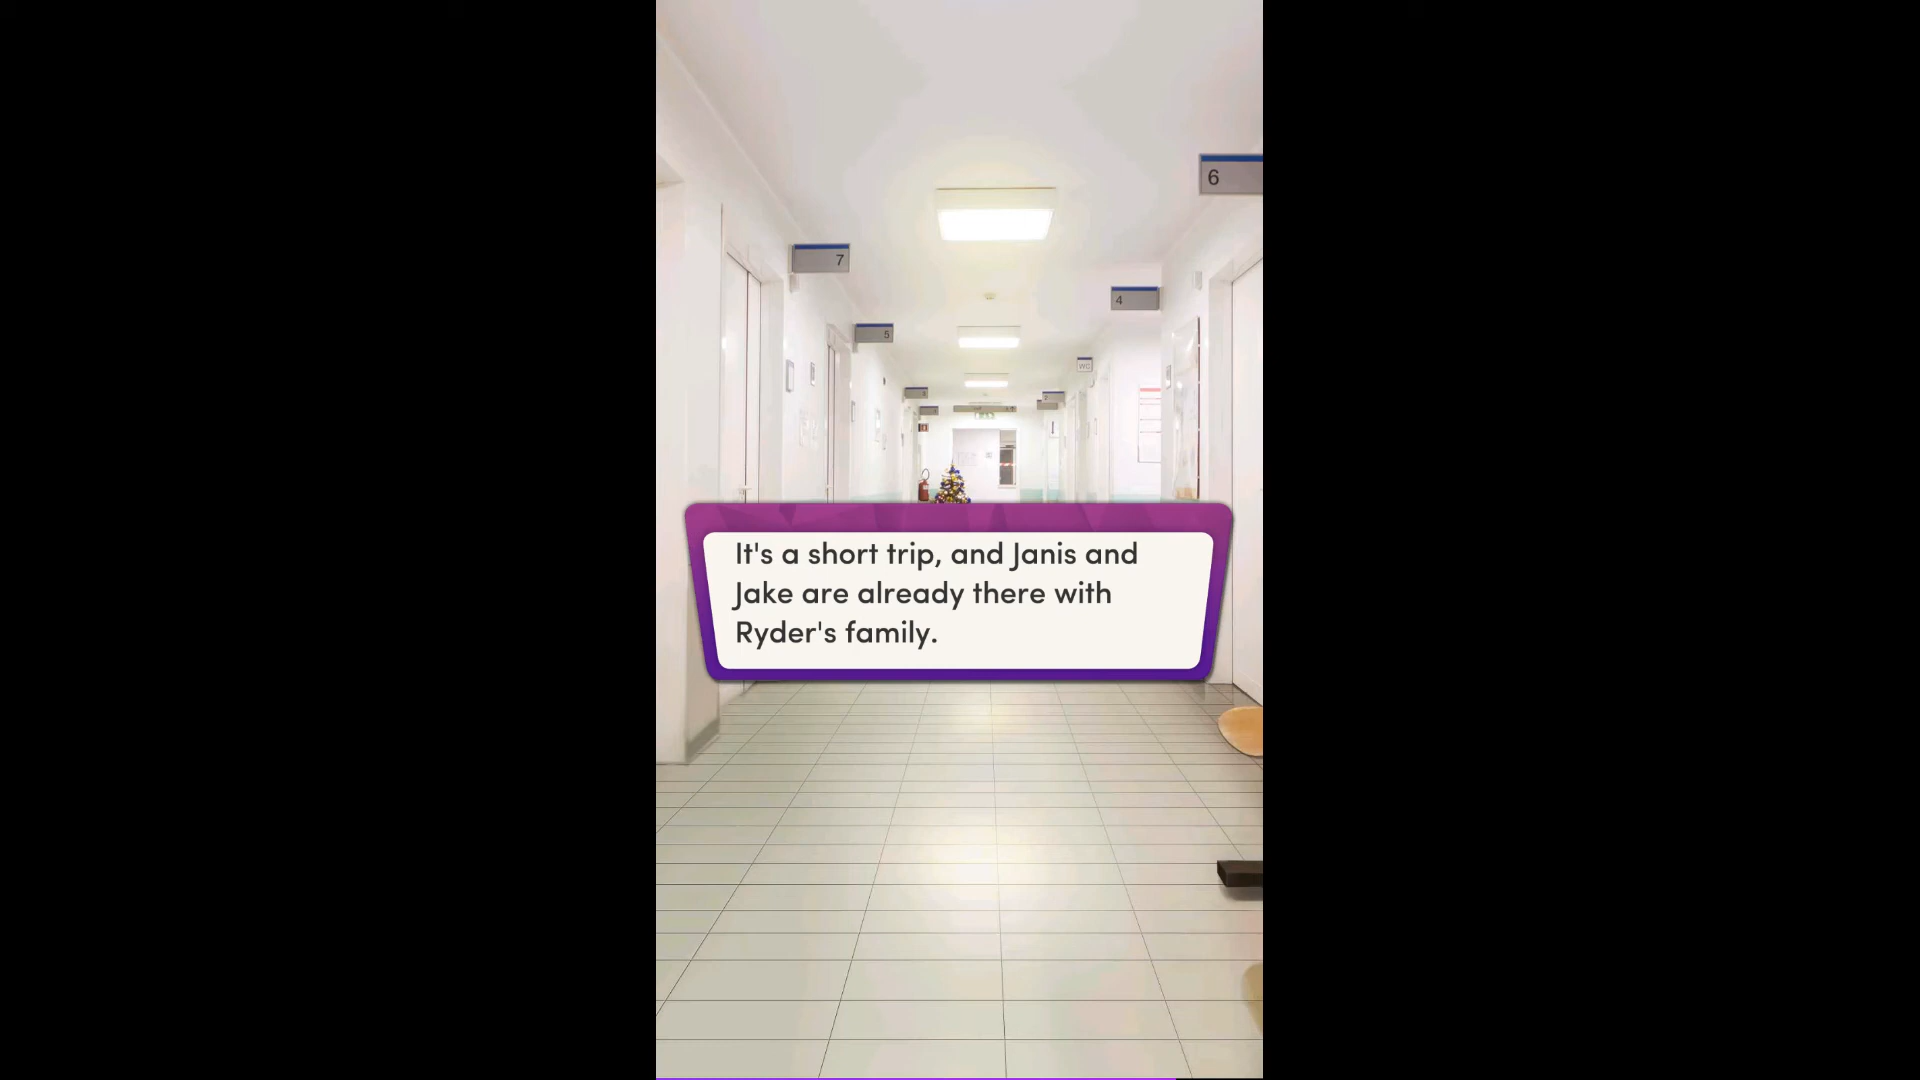 6
7
4
5
WC
It's a short trip, and Janis and
Jake are already there with
Ryder's family.